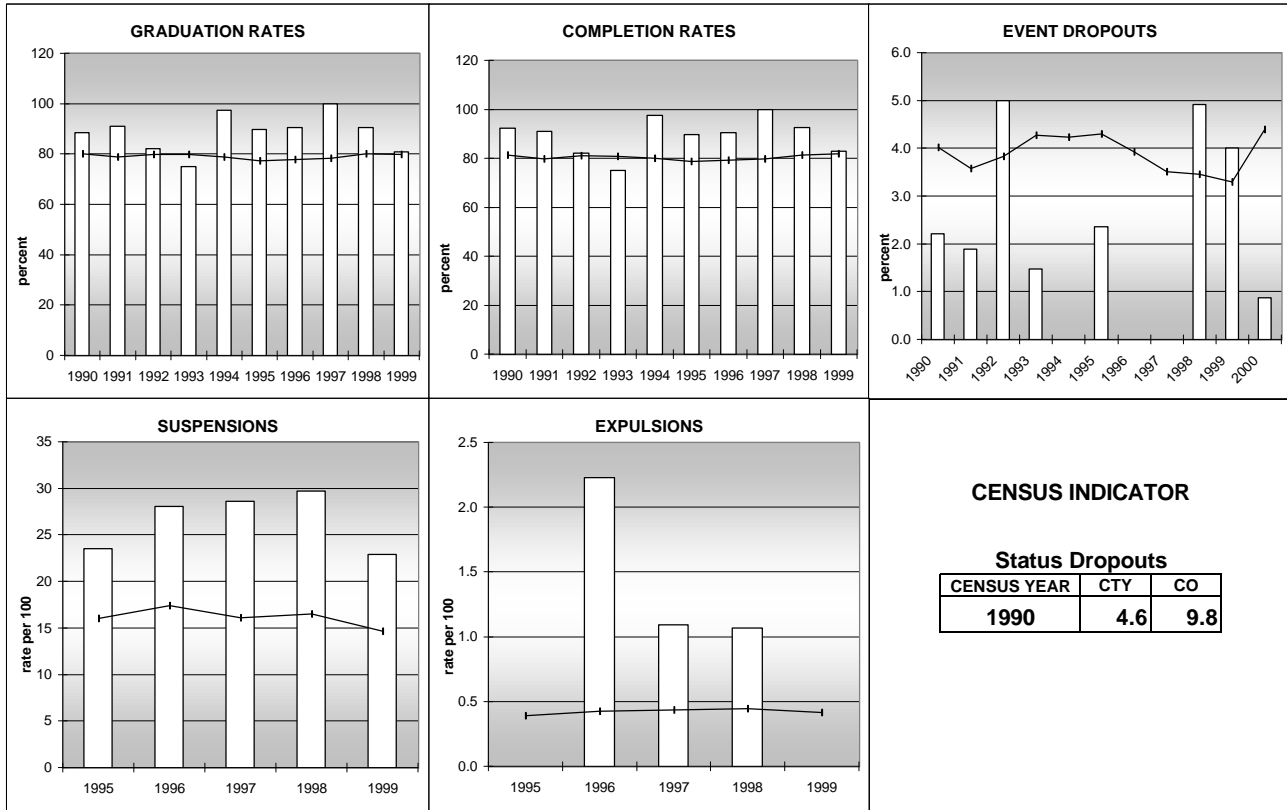 GRADUATION RATES
120
100
80
60
40
20
0
percent
1990 1991 1992 1993 1994 1995 1996 1997 1998 1999
COMPLETION RATES
120
100
80
60
40
20
0
percent
1990 1991 1992 1993 1994 1995 1996 1997 1998 1999
EVENT DROPOUTS
6.0
5.0
4.0
3.0
2.0
1.0
0.0
percent
1990 1991 1992 1993 1994 1995 1996 1997 1998 1999 2000
SUSPENSIONS
35
30
25
20
15
10
5
0
rate per 100
1995 1996 1997 1998 1999
EXPULSIONS
2.5
2.0
1.5
1.0
0.5
0.0
rate per 100
1995 1996 1997 1998 1999
CENSUS INDICATOR
Status Dropouts
CENSUS YEAR CTY CO
1990 4.6 9.8